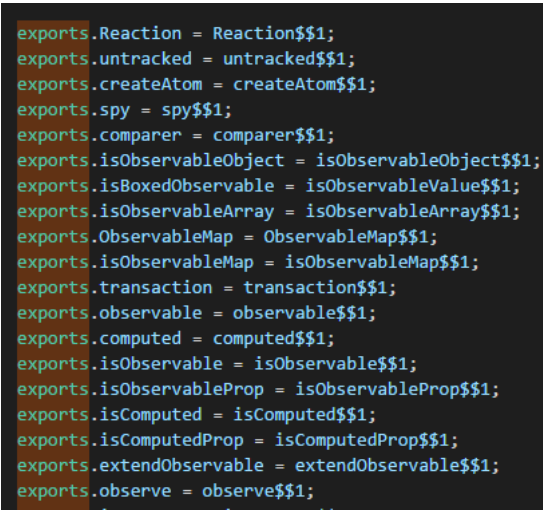 exports.Reaction = Reaction$$1;
exports.untracked = untracked$$1;
exports.createAtom = createAtom$$1;
exports.spy = spy$$1;
exports.comparer = comparer$$1;
exports.isObservableObject = isObservableObject$$1;
exports.isBoxedObservable = isObservableValue$$1;
exports.isObservableArray = isObservableArray$$1;
exports.ObservableMap = ObservableMap$$1;
exports.isObservableMap = isObservableMap$$1;
exports.transaction = transaction$$1;
exports.observable = observable$$1;
exports.computed = computed$$1;
exports.isObservable = isObservable$$1;
exports.isObservableProp = isObservableProp$$1;
exports.isComputed = isComputed$$1;
exports.isComputedProp = isComputedProp$$1;
exports.extendObservable = extendObservable$$1;
exports.observe = observe$$1;